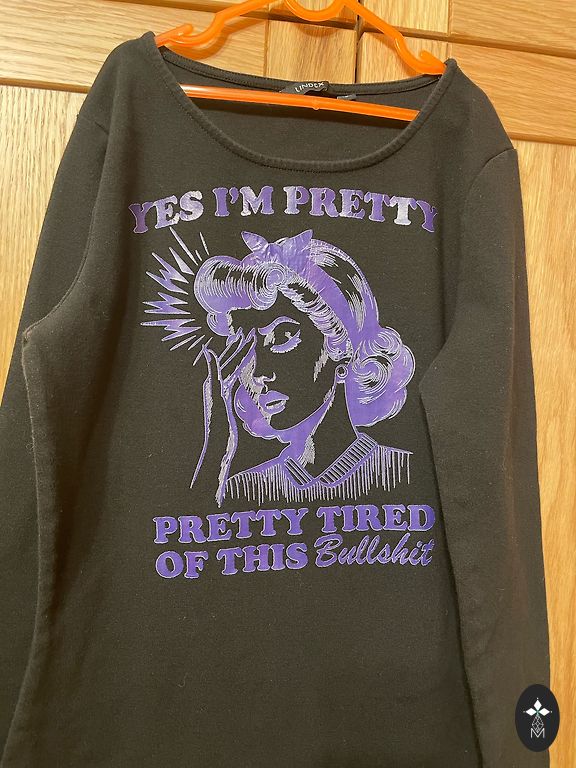 LINDEX
YES I'M PRETTY
PRETTY TIRED
OF THIS Bullshit
M